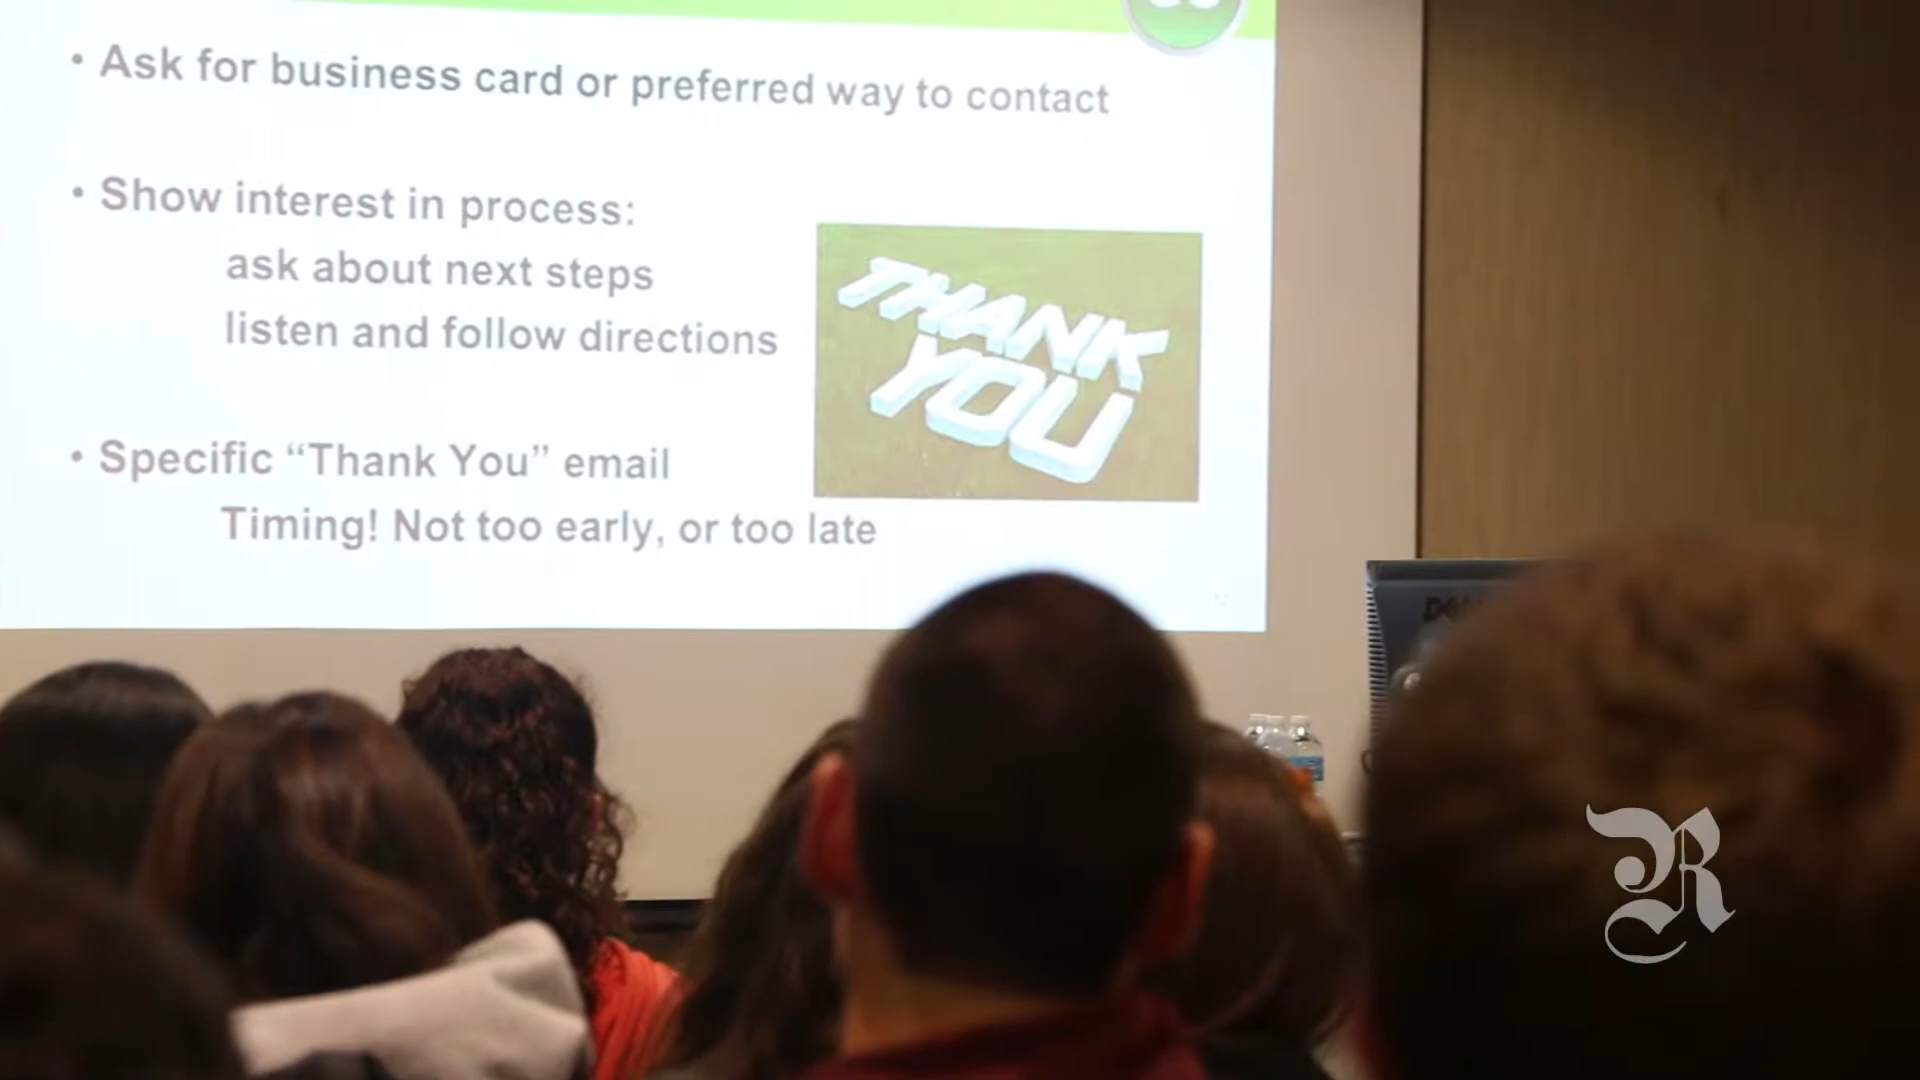 • Ask for business card or preferred way to contact
• Show interest in process:
ask about next steps
listen and follow directions
THANK
YOU
• Specific “Thank You” email
Timing! Not too early, or too late
DELL
R